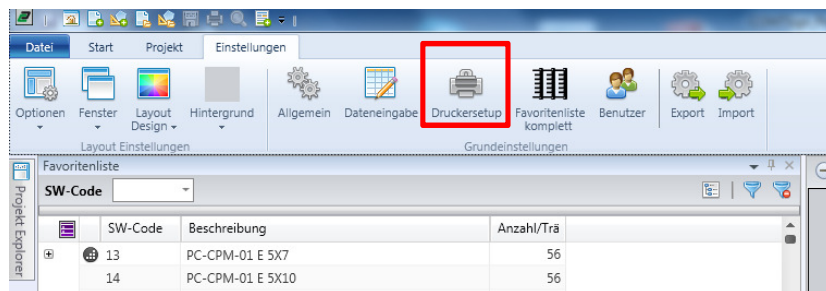 Datei Start Projekt Einstellungen
Optionen Fenster Layout Design Hintergrund Allgemein Dateneingabe Druckersetup Favoritenliste komplett Benutzer Export Import
Layout Einstellungen Grundeinstellungen
Projekt Explorer
Favoritenliste
SW-Code
SW-Code Beschreibung Anzahl/Trä
13 PC-CPM-01 E 5X7 56
14 PC-CPM-01 E 5X10 56